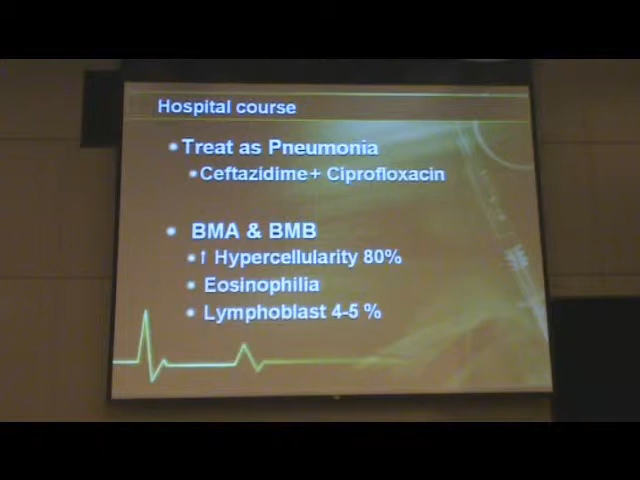 Hospital course
• Treat as Pneumonia
• Ceftazidime + Ciprofloxacin
• BMA & BMB
• ↑ Hypercellularity 80%
• Eosinophilia
• Lymphoblast 4-5 %